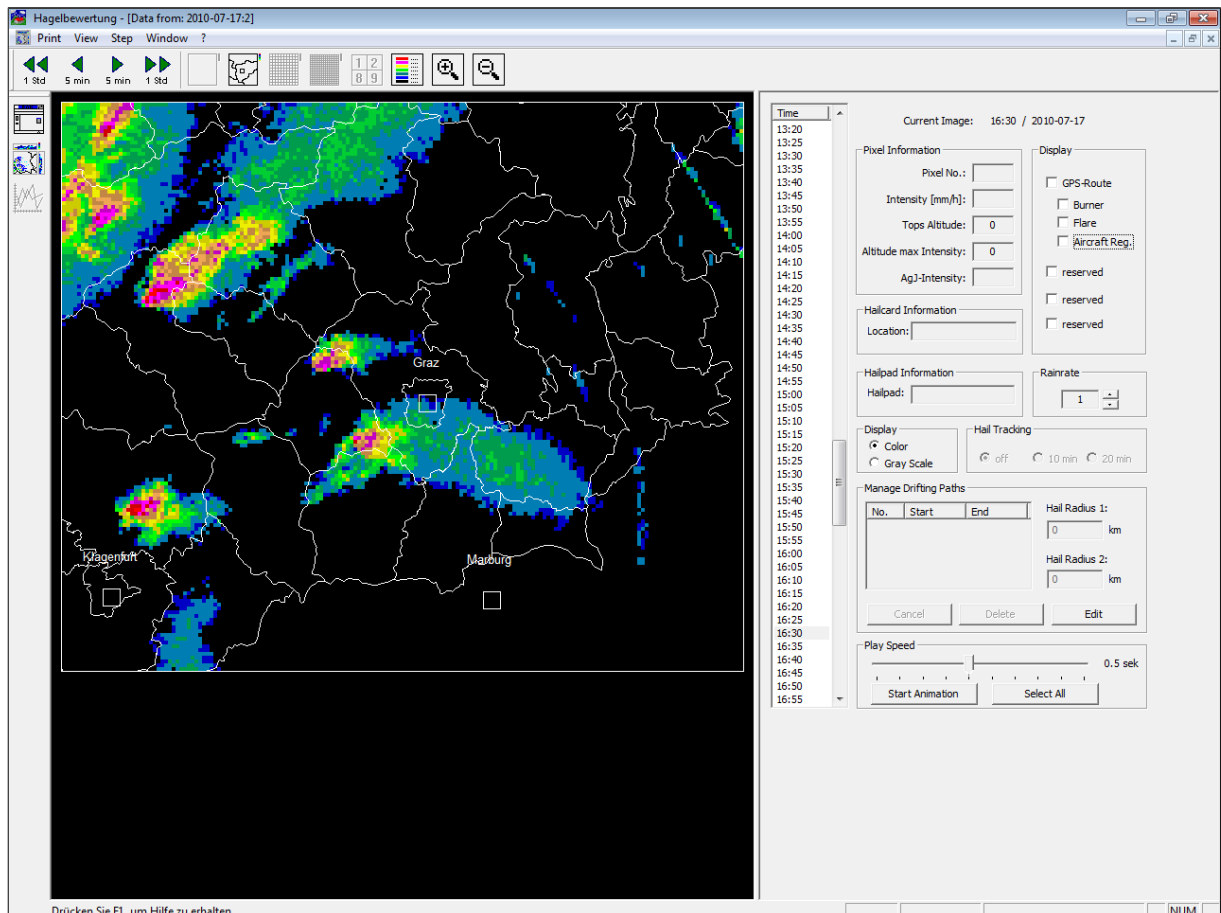 Hagelbewertung - [Data from: 2010-07-17:2]
Print View Step Window ?
1 Std 5 min 5 min 1 Std
1 2
8 9
Graz
Klagenfurt
Marburg
Time
13:20
13:25
13:30
13:35
13:40
13:45
13:50
13:55
14:00
14:05
14:10
14:15
14:20
14:25
14:30
14:35
14:40
14:45
14:50
14:55
15:00
15:05
15:10
15:15
15:20
15:25
15:30
15:35
15:40
15:45
15:50
15:55
16:00
16:05
16:10
16:15
16:20
16:25
16:30
16:35
16:40
16:45
16:50
16:55
Current Image: 16:30 / 2010-07-17
Pixel Information
Pixel No.:
Intensity [mm/h]:
Tops Altitude: 0
Altitude max Intensity: 0
AgJ-Intensity:
Display
GPS-Route
Burner
Flare
Aircraft Reg.
reserved
reserved
reserved
Hailcard Information
Location:
Hailpad Information
Hailpad:
Rainrate
1
Display
Color
Gray Scale
Hail Tracking
off 10 min 20 min
Manage Drifting Paths
No. Start End
Hail Radius 1:
0 km
Hail Radius 2:
0 km
Cancel Delete Edit
Play Speed
0.5 sek
Start Animation Select All
Drücken Sie F1, um Hilfe zu erhalten
NUM